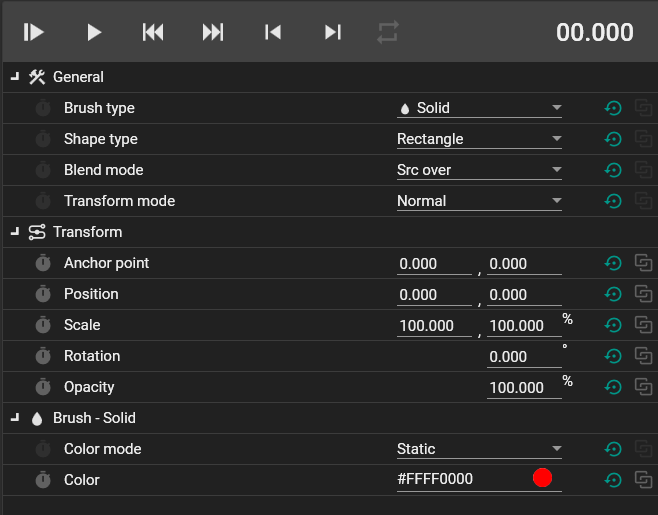 00.000
General
Brush type Solid
Shape type Rectangle
Blend mode Src over
Transform mode Normal
Transform
Anchor point 0.000 , 0.000
Position 0.000 , 0.000
Scale 100.000 , 100.000 %
Rotation 0.000 °
Opacity 100.000 %
Brush - Solid
Color mode Static
Color #FFFF0000